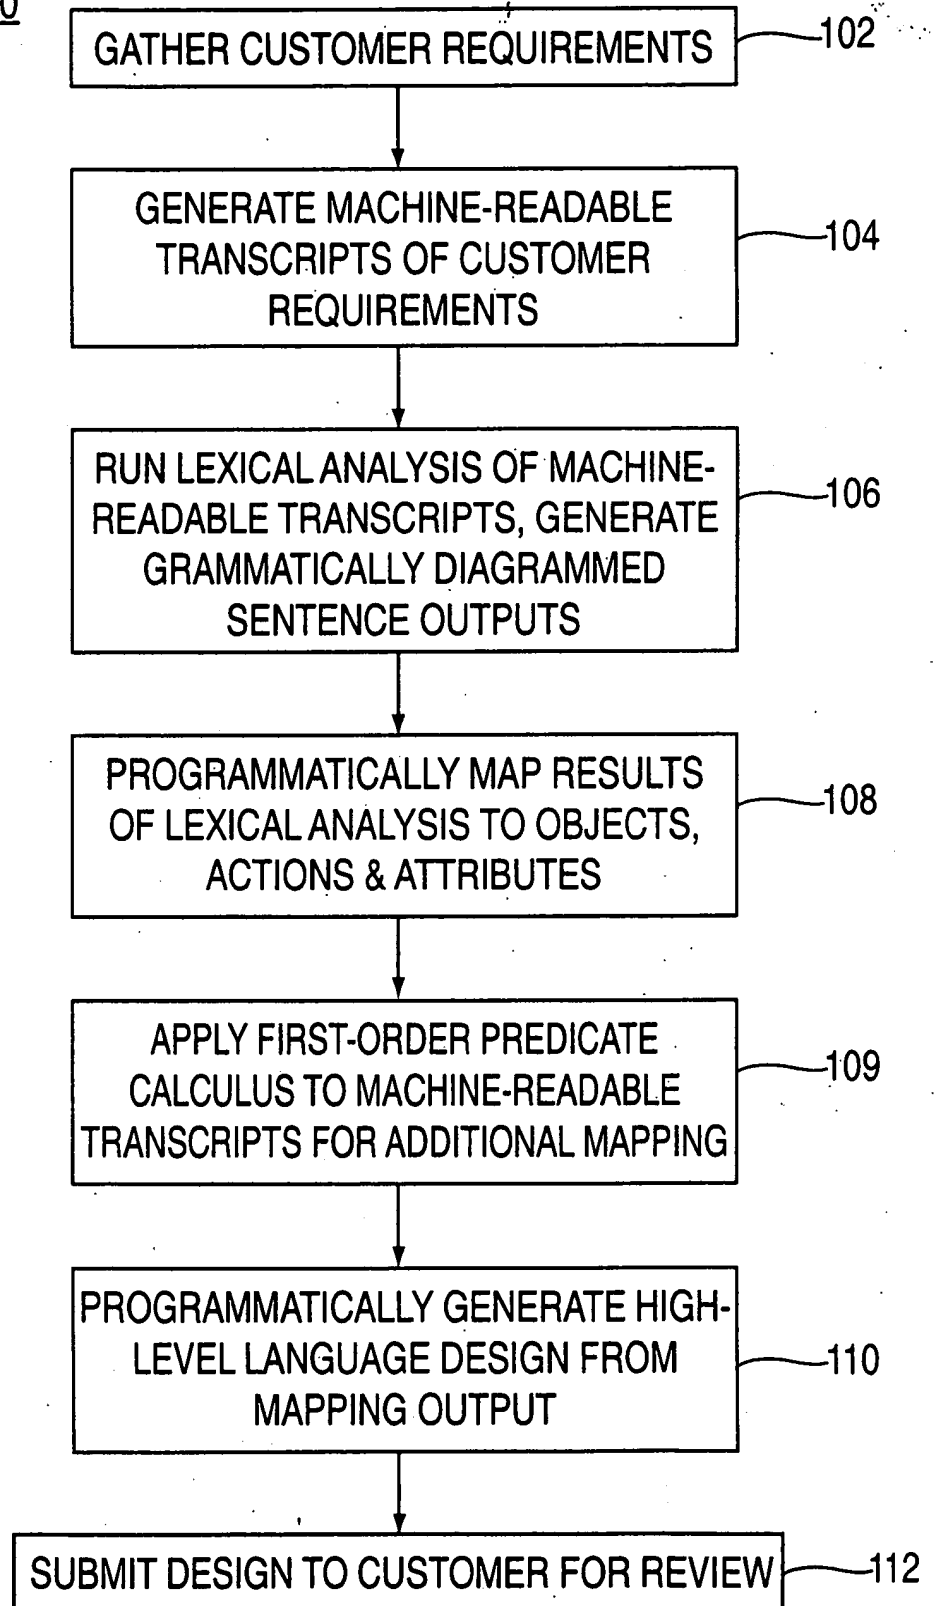 GATHER CUSTOMER REQUIREMENTS
102
GENERATE MACHINE-READABLE
TRANSCRIPTS OF CUSTOMER
REQUIREMENTS
104
RUN LEXICAL ANALYSIS OF MACHINE-
READABLE TRANSCRIPTS, GENERATE
GRAMMATICALLY DIAGRAMMED
SENTENCE OUTPUTS
106
PROGRAMMATICALLY MAP RESULTS
OF LEXICAL ANALYSIS TO OBJECTS,
ACTIONS & ATTRIBUTES
108
APPLY FIRST-ORDER PREDICATE
CALCULUS TO MACHINE-READABLE
TRANSCRIPTS FOR ADDITIONAL MAPPING
109
PROGRAMMATICALLY GENERATE HIGH-
LEVEL LANGUAGE DESIGN FROM
MAPPING OUTPUT
110
SUBMIT DESIGN TO CUSTOMER FOR REVIEW
112